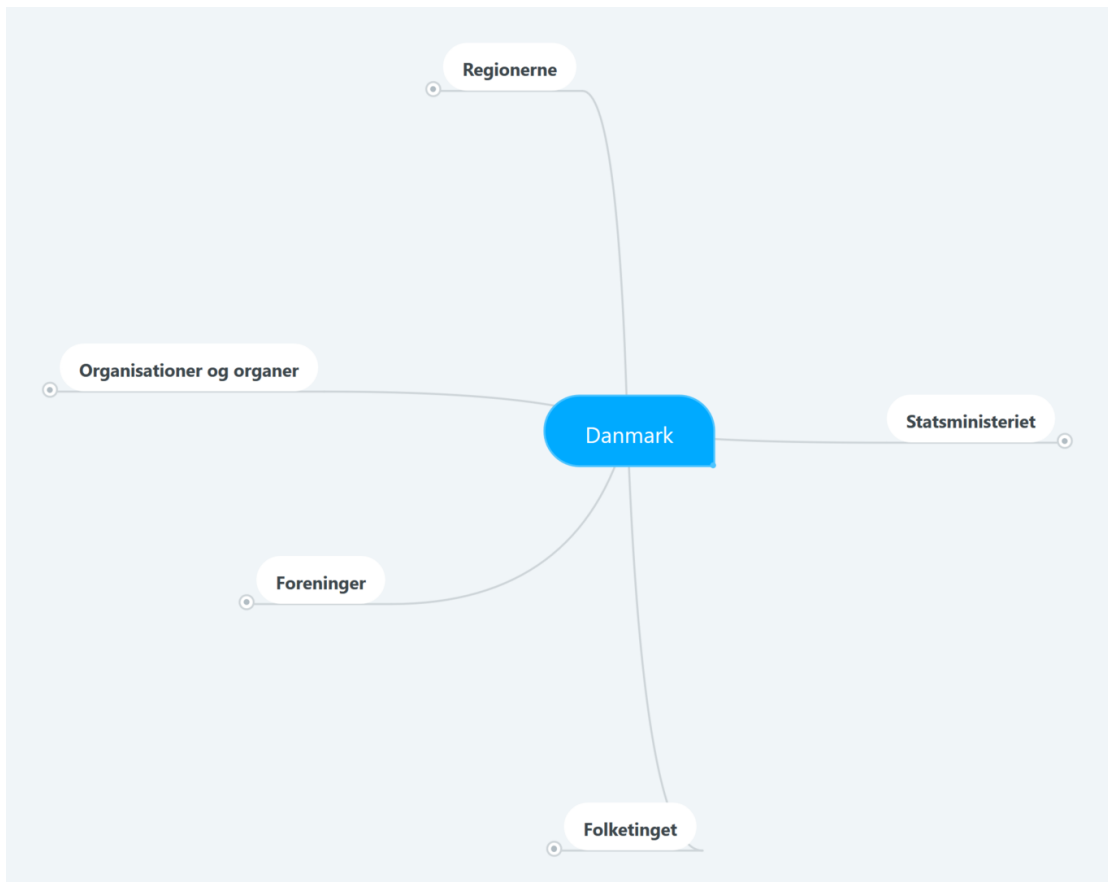 Regionerne
Organisationer og organer
Danmark
Statsministeriet
Foreninger
Folketinget